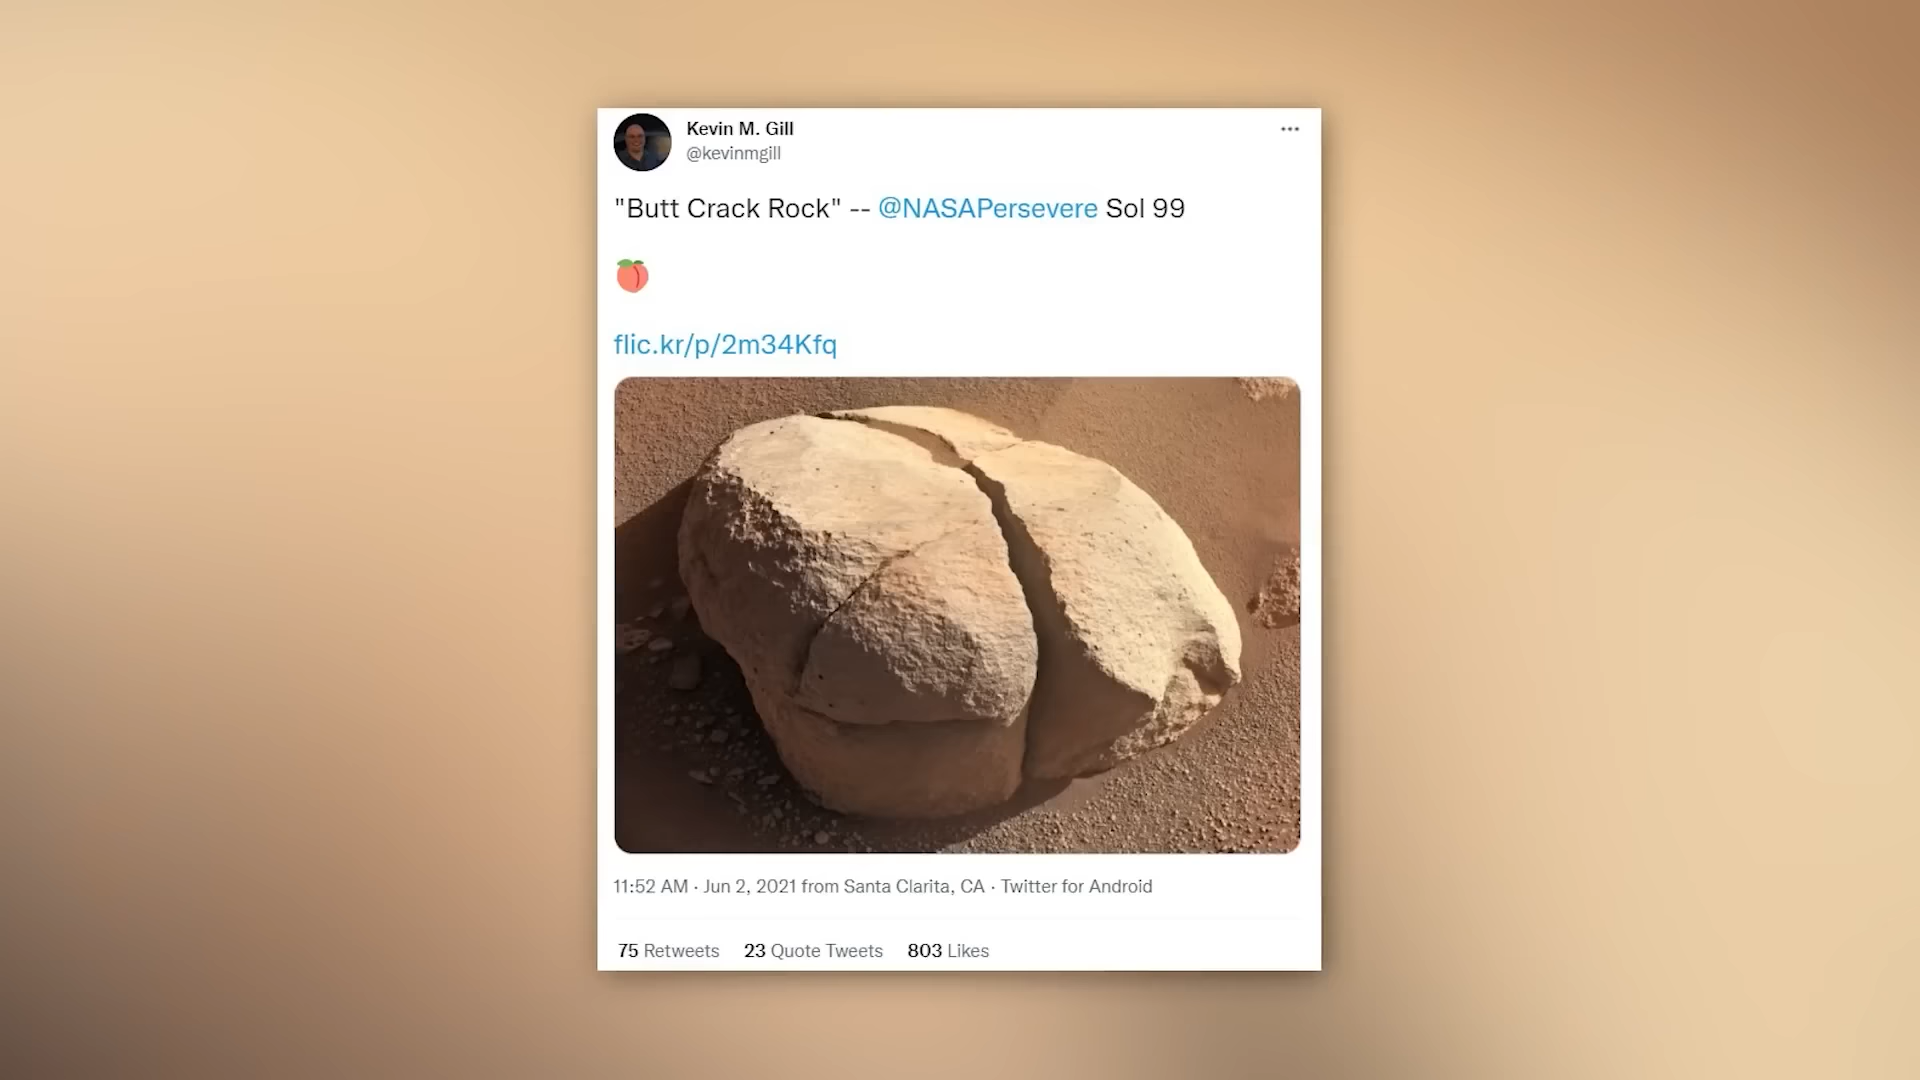 Kevin M. Gill
@kevinmgill
"Butt Crack Rock" -- @NASAPersevere Sol 99
🍑
flic.kr/p/2m34Kfq
11:52 AM · Jun 2, 2021 from Santa Clarita, CA · Twitter for Android
75 Retweets 23 Quote Tweets 803 Likes